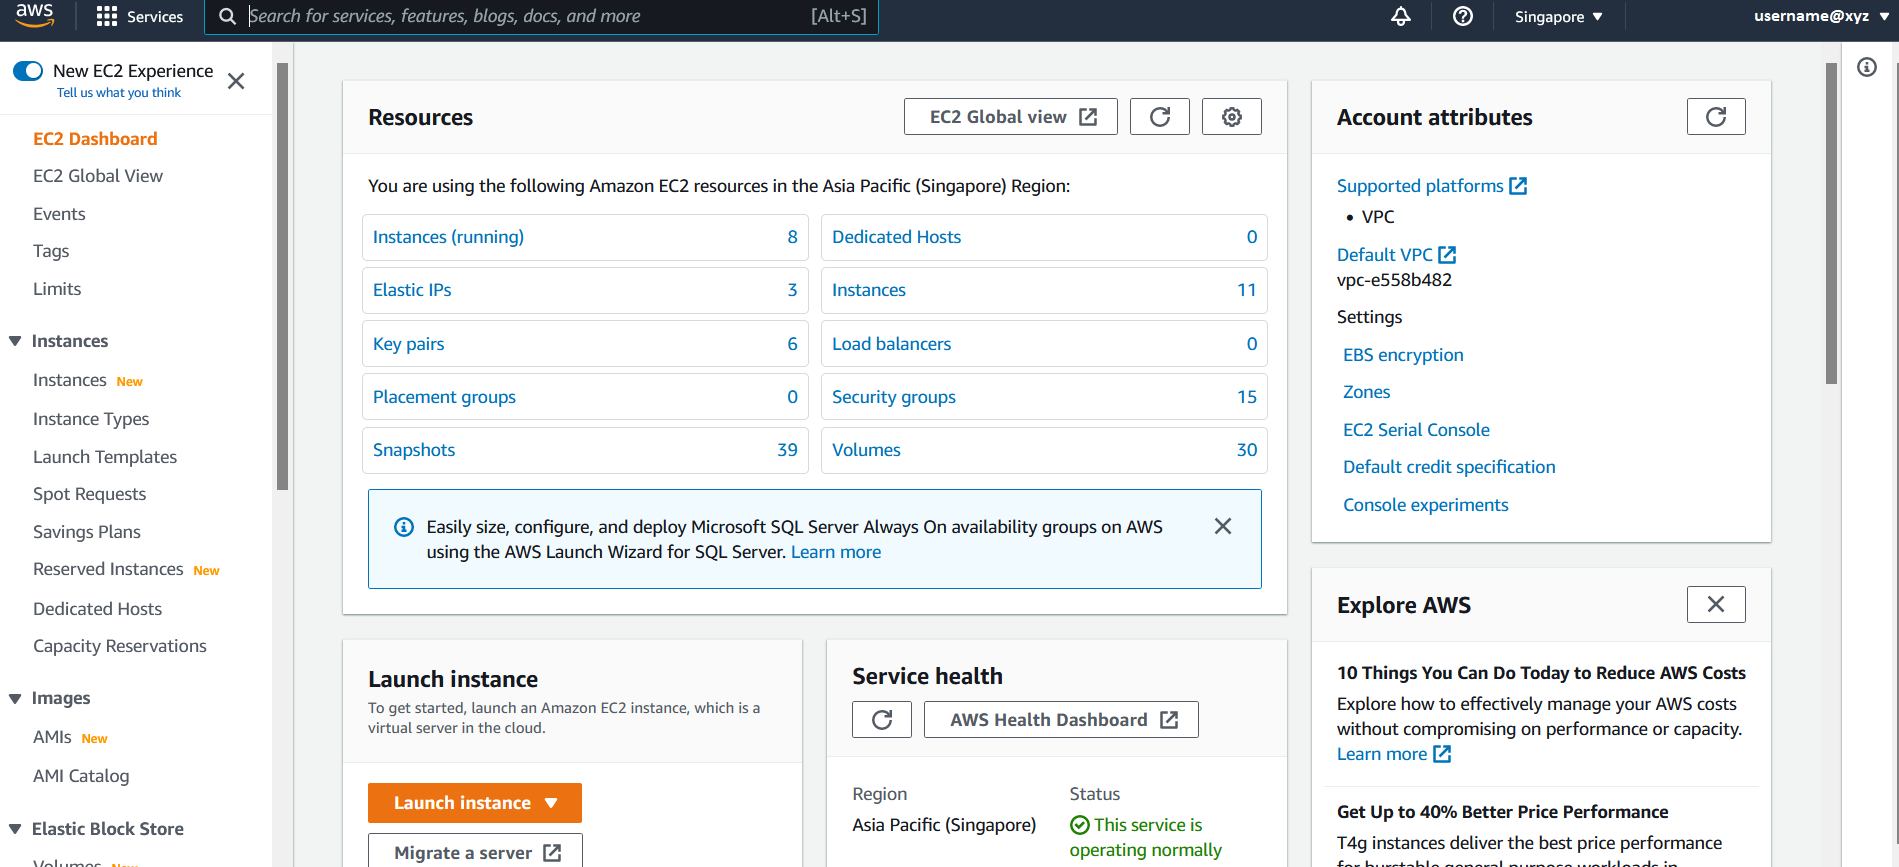 aws
Services
Search for services, features, blogs, docs, and more
[Alt+S]
Singapore
username@xyz
New EC2 Experience
Tell us what you think
EC2 Dashboard
EC2 Global View
Events
Tags
Limits
Instances
Instances New
Instance Types
Launch Templates
Spot Requests
Savings Plans
Reserved Instances New
Dedicated Hosts
Capacity Reservations
Images
AMIs New
AMI Catalog
Elastic Block Store
Volumes New
Resources
EC2 Global view
You are using the following Amazon EC2 resources in the Asia Pacific (Singapore) Region:
Instances (running) 8
Dedicated Hosts 0
Elastic IPs 3
Instances 11
Key pairs 6
Load balancers 0
Placement groups 0
Security groups 15
Snapshots 39
Volumes 30
Easily size, configure, and deploy Microsoft SQL Server Always On availability groups on AWS
using the AWS Launch Wizard for SQL Server. Learn more
Launch instance
To get started, launch an Amazon EC2 instance, which is a
virtual server in the cloud.
Launch instance
Migrate a server
Service health
AWS Health Dashboard
Region
Status
Asia Pacific (Singapore)
This service is
operating normally
Account attributes
Supported platforms
• VPC
Default VPC
vpc-e558b482
Settings
EBS encryption
Zones
EC2 Serial Console
Default credit specification
Console experiments
Explore AWS
10 Things You Can Do Today to Reduce AWS Costs
Explore how to effectively manage your AWS costs
without compromising on performance or capacity.
Learn more
Get Up to 40% Better Price Performance
T4g instances deliver the best price performance
for burstable general purpose workloads in